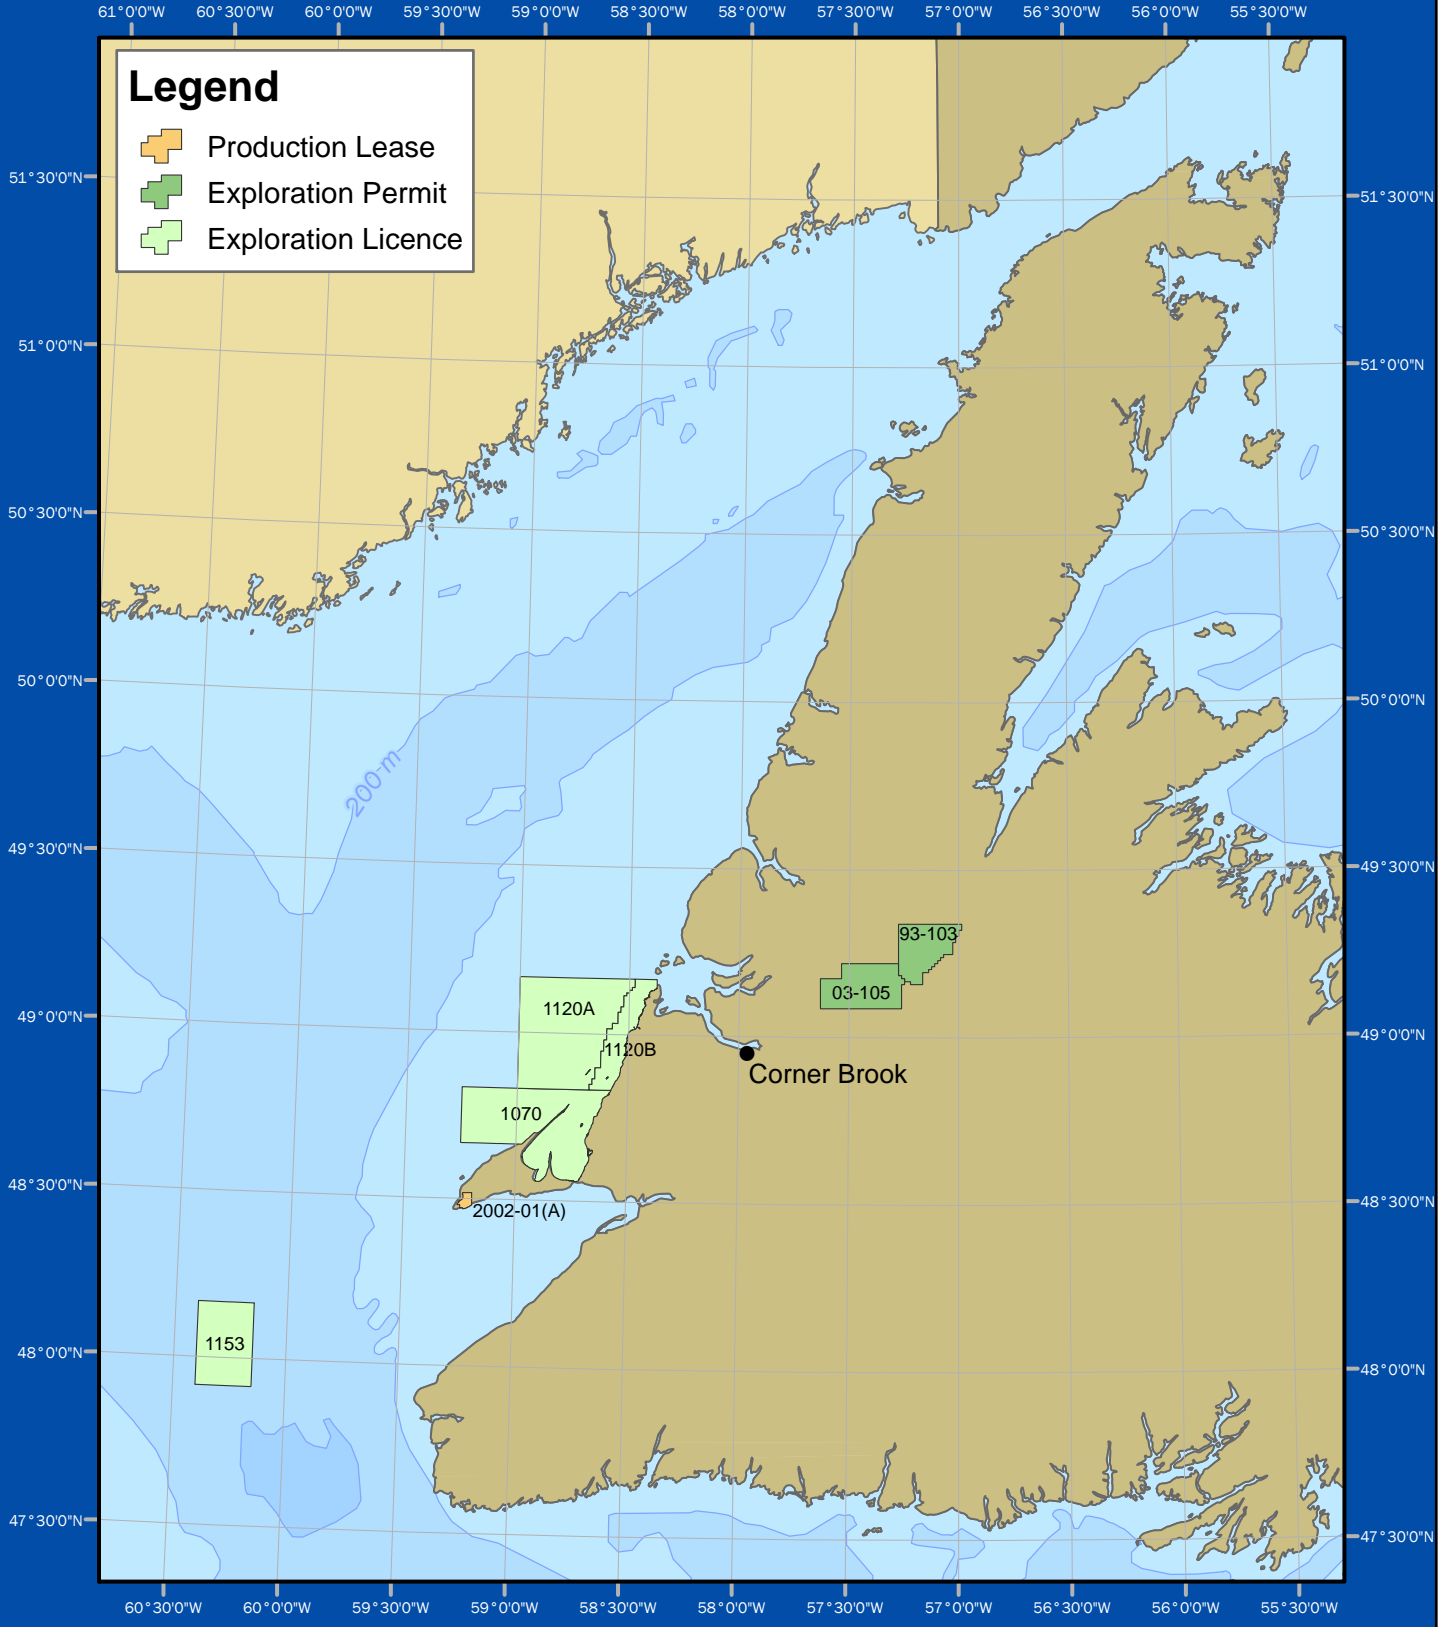 61°0'0"W 60°30'0"W 60°0'0"W 59°30'0"W 59°0'0"W 58°30'0"W 58°0'0"W 57°30'0"W 57°0'0"W 56°30'0"W 56°0'0"W 55°30'0"W
Legend
Production Lease
Exploration Permit
Exploration Licence
51°30'0"N
51°30'0"N
51°0'0"N
51°0'0"N
50°30'0"N
50°30'0"N
50°0'0"N
50°0'0"N
200 m
49°30'0"N
49°30'0"N
93-103
03-105
1120A
49°0'0"N
49°0'0"N
1120B
Corner Brook
1070
48°30'0"N
48°30'0"N
2002-01(A)
1153
48°0'0"N
48°0'0"N
47°30'0"N
47°30'0"N
60°30'0"W 60°0'0"W 59°30'0"W 59°0'0"W 58°30'0"W 58°0'0"W 57°30'0"W 57°0'0"W 56°30'0"W 56°0'0"W 55°30'0"W